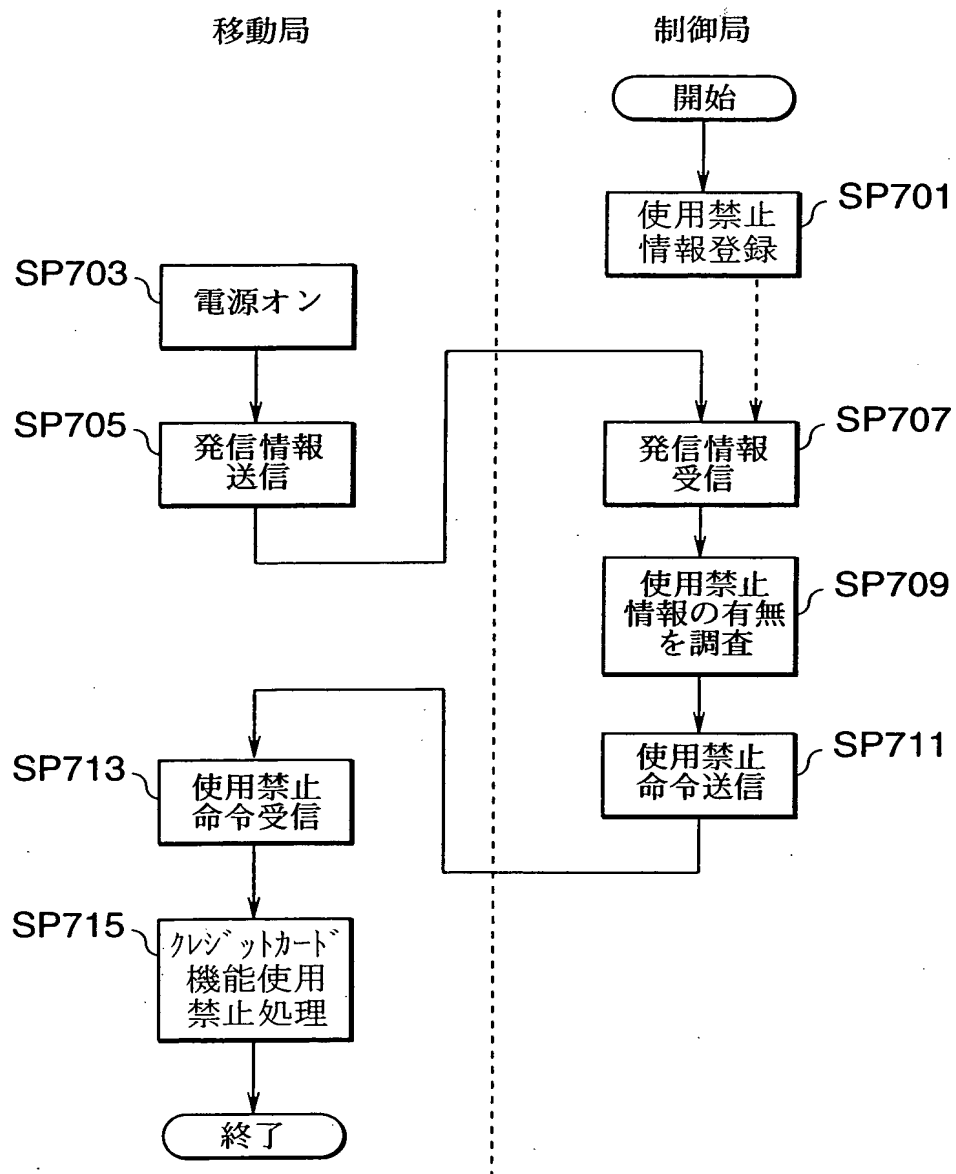 移動局
制御局
開始
SP701
使用禁止
情報登録
SP703
電源オン
SP705
発信情報
送信
SP707
発信情報
受信
SP709
使用禁止
情報の有無
を調査
SP711
使用禁止
命令送信
SP713
使用禁止
命令受信
SP715
クレジットカード
機能使用
禁止処理
終了